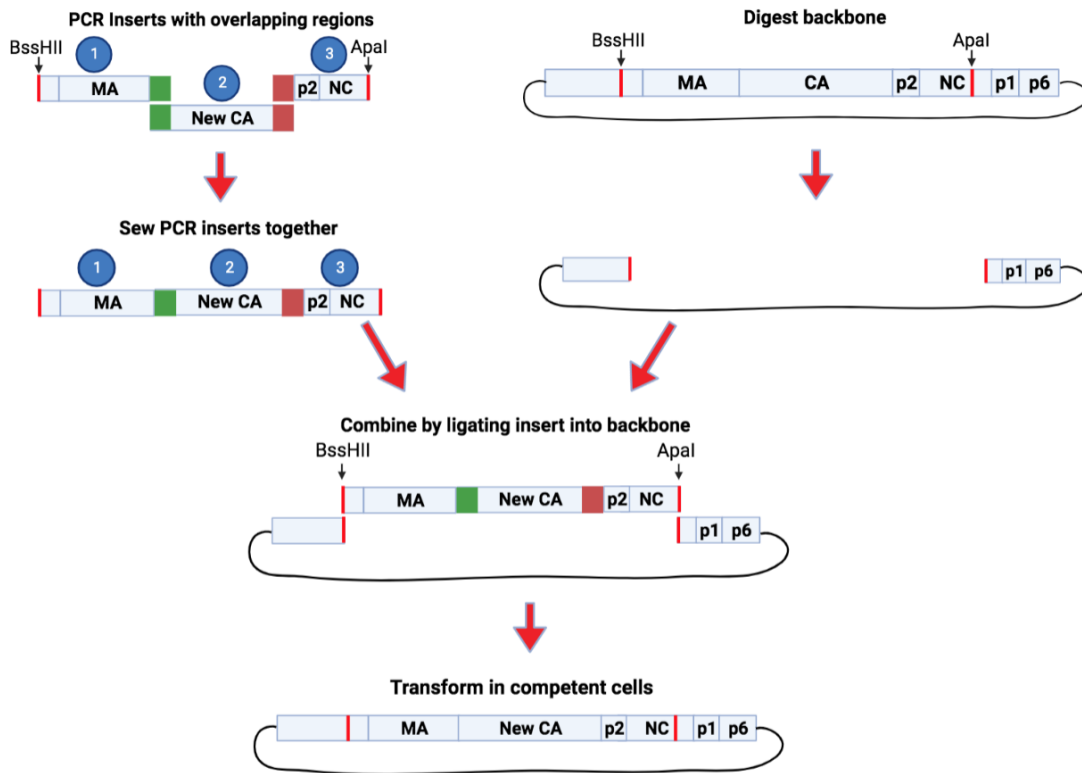 PCR Inserts with overlapping regions
BssHII
1
2
3
ApaI
MA
p2
NC
New CA
Digest backbone
BssHII
ApaI
MA
CA
p2
NC
p1
p6
Sew PCR inserts together
1
2
3
MA
New CA
p2
NC
p1
p6
Combine by ligating insert into backbone
BssHII
ApaI
MA
New CA
p2
NC
p1
p6
Transform in competent cells
MA
New CA
p2
NC
p1
p6